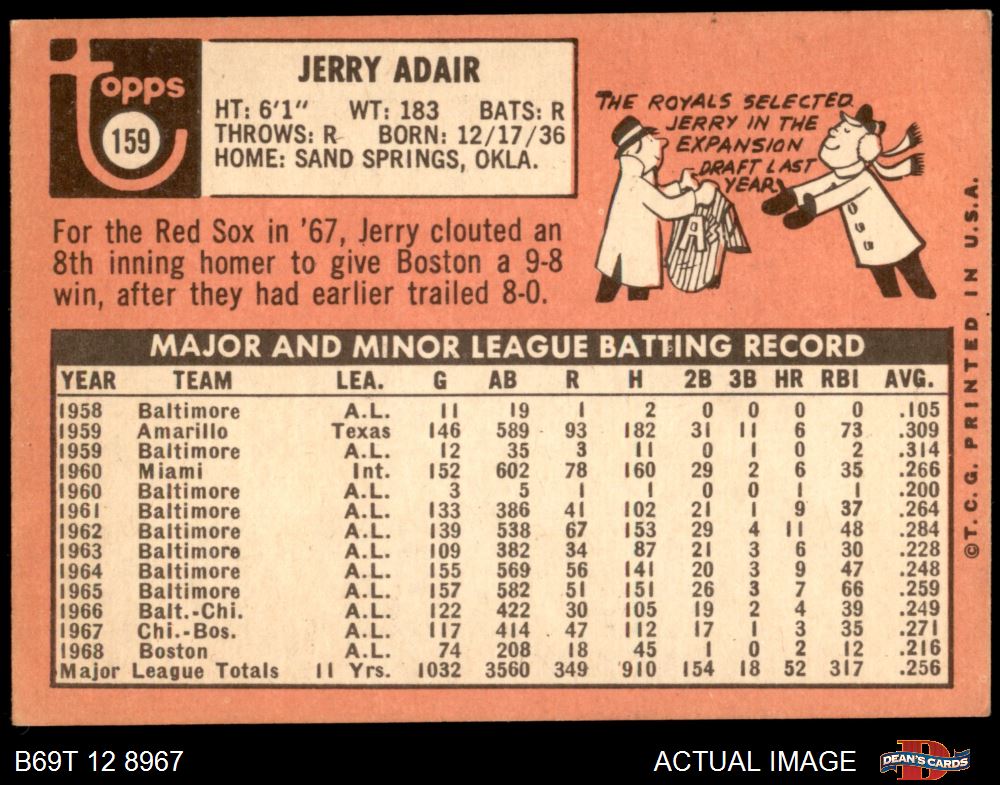 topps
159
JERRY ADAIR
HT: 6'1" WT: 183 BATS: R
THROWS: R BORN: 12/17/36
HOME: SAND SPRINGS, OKLA.
THE ROYALS SELECTED
JERRY IN THE
EXPANSION
DRAFT LAST
YEAR
For the Red Sox in '67, Jerry clouted an
8th inning homer to give Boston a 9-8
win, after they had earlier trailed 8-0.
MAJOR AND MINOR LEAGUE BATTING RECORD
YEAR TEAM LEA. G AB R H 2B 3B HR RBI AVG.
1958 Baltimore A.L. 11 19 1 2 0 0 0 0 .105
1959 Amarillo Texas 146 589 93 182 31 11 6 73 .309
1959 Baltimore A.L. 12 35 3 11 0 1 0 2 .314
1960 Miami Int. 152 602 78 160 29 2 6 35 .266
1960 Baltimore A.L. 3 5 1 1 0 0 1 1 .200
1961 Baltimore A.L. 133 386 41 102 21 1 9 37 .264
1962 Baltimore A.L. 139 538 67 153 29 4 11 48 .284
1963 Baltimore A.L. 109 382 34 87 21 3 6 30 .228
1964 Baltimore A.L. 155 569 56 141 20 3 9 47 .248
1965 Baltimore A.L. 157 582 51 151 26 3 7 66 .259
1966 Balt.-Chi. A.L. 122 422 30 105 19 2 4 39 .249
1967 Chi.-Bos. A.L. 117 414 47 112 17 1 3 35 .271
1968 Boston A.L. 74 208 18 45 1 0 2 12 .216
Major League Totals 11 Yrs. 1032 3560 349 910 154 18 52 317 .256
© T. C. G. PRINTED IN U.S.A.
B69T 12 8967
ACTUAL IMAGE
D
DEAN'S CARDS